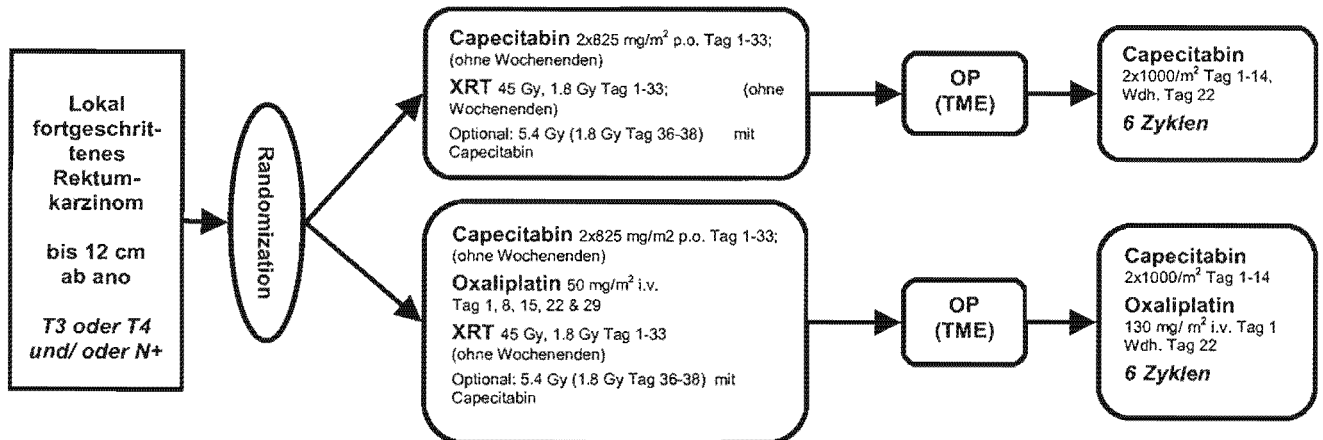 Lokal
fortgeschrit-
tenes
Rektum-
karzinom
bis 12 cm
ab ano
T3 oder T4
und/ oder N+
Randomization
Capecitabin 2x825 mg/m² p.o. Tag 1-33;
(ohne Wochenenden)
XRT 45 Gy, 1.8 Gy Tag 1-33; (ohne
Wochenenden)
Optional: 5.4 Gy (1.8 Gy Tag 36-38) mit
Capecitabin
OP
(TME)
Capecitabin
2x1000/m² Tag 1-14,
Wdh. Tag 22
6 Zyklen
Capecitabin 2x825 mg/m2 p.o. Tag 1-33;
(ohne Wochenenden)
Oxaliplatin 50 mg/m² i.v.
Tag 1, 8, 15, 22 & 29
XRT 45 Gy, 1.8 Gy Tag 1-33
(ohne Wochenenden)
Optional: 5.4 Gy (1.8 Gy Tag 36-38) mit
Capecitabin
OP
(TME)
Capecitabin
2x1000/m² Tag 1-14
Oxaliplatin
130 mg/ m² i.v. Tag 1
Wdh. Tag 22
6 Zyklen